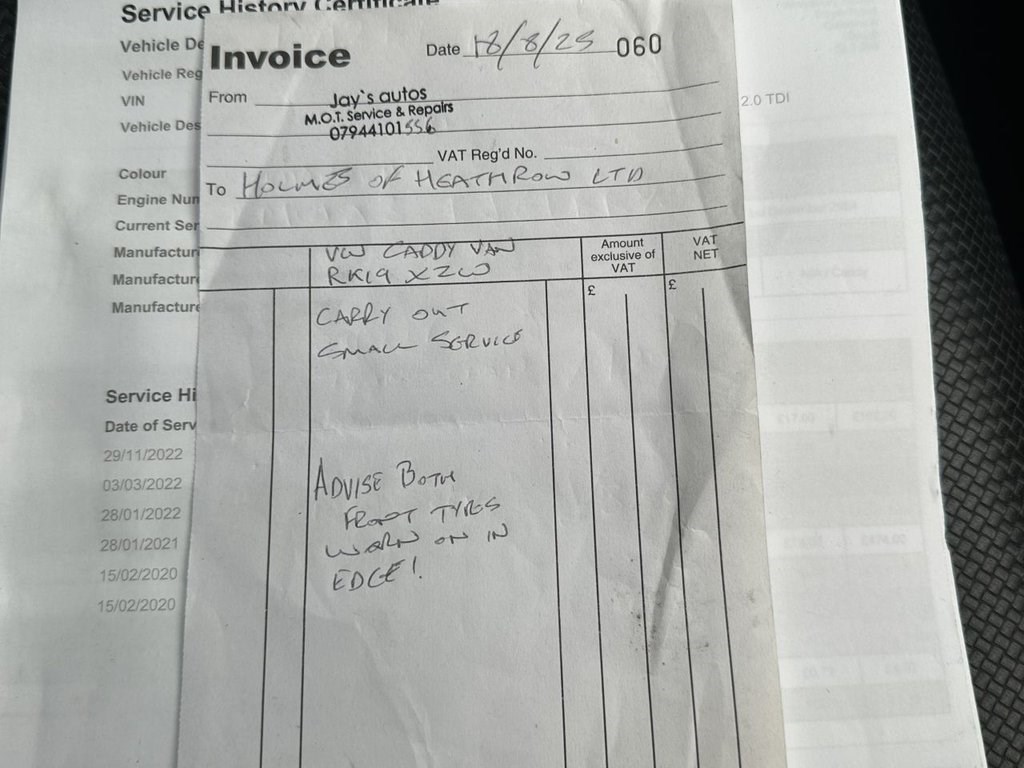 Service History Certificate
Vehicle De
Vehicle Reg
VIN
2.0 TDI
Vehicle Des
Colour
Engine Num
Current Ser
Manufactur
Manufactur
Manufacture
Service Hi
Date of Serv
29/11/2022
03/03/2022
28/01/2022
28/01/2021
15/02/2020
15/02/2020
Invoice
Date 18/8/25 060
From Jay's autos
M.O.T. Service & Repairs
07944101556
VAT Reg'd No.
To HOLMES OF HEATHROW LTD
VW CADDY VAN
RK19 XZW
Amount
exclusive of
VAT
VAT
NET
£
£
CARRY OUT
SMALL SERVICE
ADVISE BOTH
FRONT TYRES
WORN ON IN
EDGE!